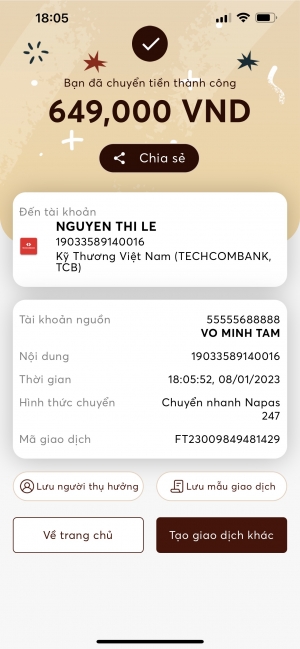 18:05
Bạn đã chuyển tiền thành công
649,000 VND
Chia sẻ
Đến tài khoản
NGUYEN THI LE
19033589140016
Kỹ Thương Việt Nam (TECHCOMBANK,
TCB)
Tài khoản nguồn 55555688888
VO MINH TAM
Nội dung 19033589140016
Thời gian 18:05:52, 08/01/2023
Hình thức chuyển Chuyển nhanh Napas
247
Mã giao dịch FT23009849481429
Lưu người thụ hưởng Lưu mẫu giao dịch
Về trang chủ Tạo giao dịch khác